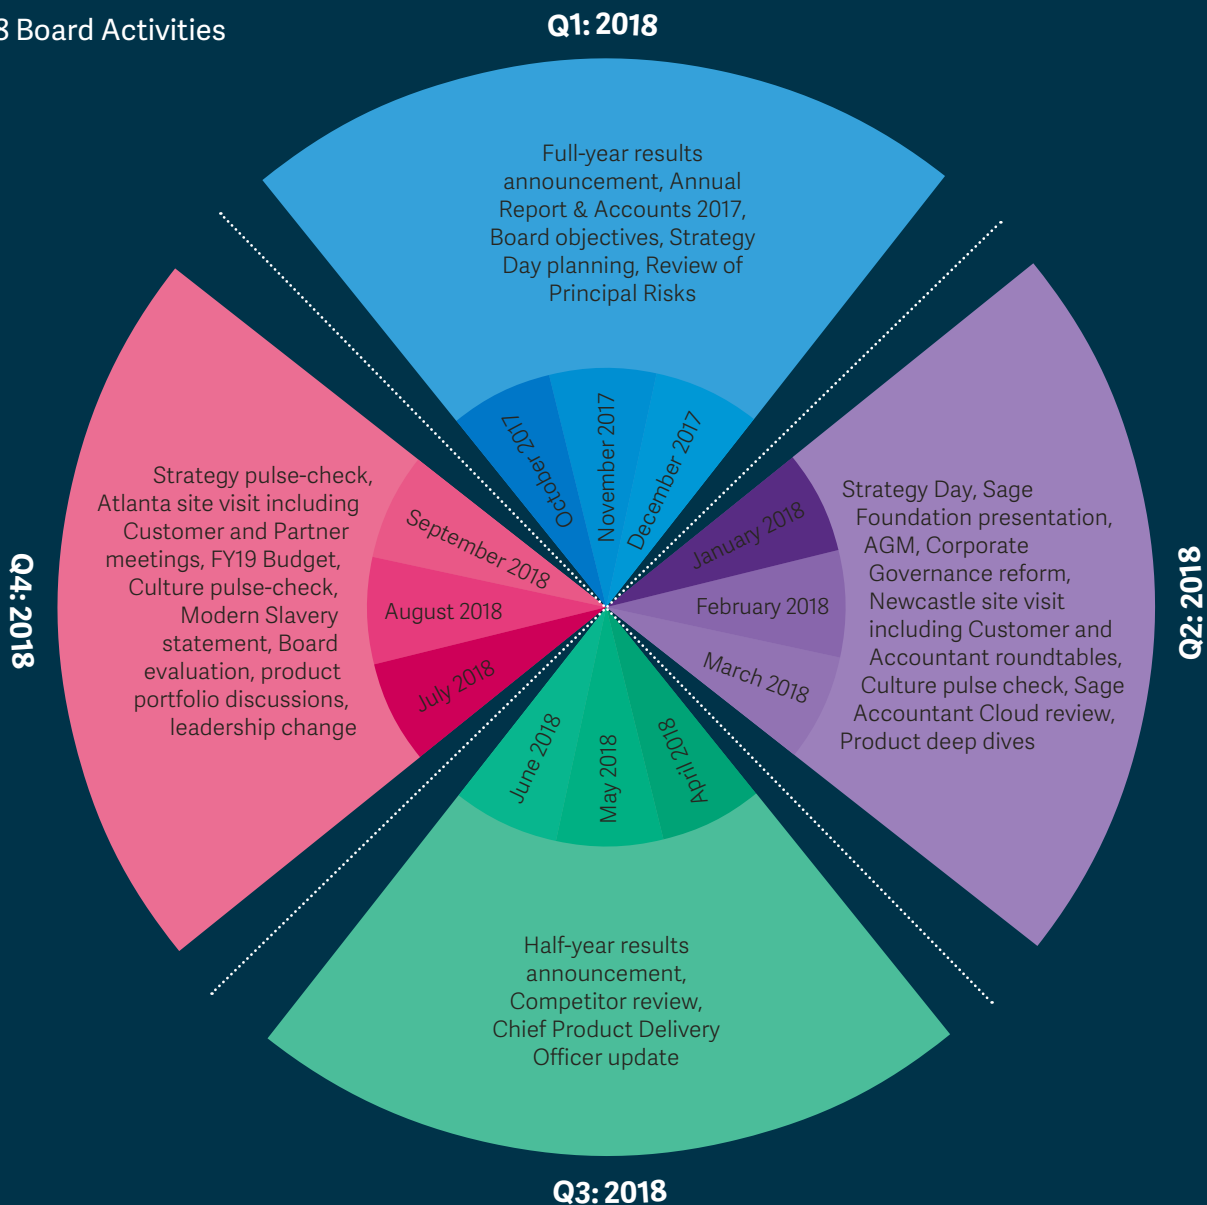 8 Board Activities
Q1: 2018
Full-year results
announcement, Annual
Report & Accounts 2017,
Board objectives, Strategy
Day planning, Review of
Principal Risks
October 2017
November 2017
December 2017
January 2018
February 2018
March 2018
Strategy Day, Sage
Foundation presentation,
AGM, Corporate
Governance reform,
Newcastle site visit
including Customer and
Accountant roundtables,
Culture pulse check, Sage
Accountant Cloud review,
Product deep dives
Q2: 2018
April 2018
May 2018
June 2018
Half-year results
announcement,
Competitor review,
Chief Product Delivery
Officer update
Q3: 2018
July 2018
August 2018
September 2018
Strategy pulse-check,
Atlanta site visit including
Customer and Partner
meetings, FY19 Budget,
Culture pulse-check,
Modern Slavery
statement, Board
evaluation, product
portfolio discussions,
leadership change
Q4: 2018